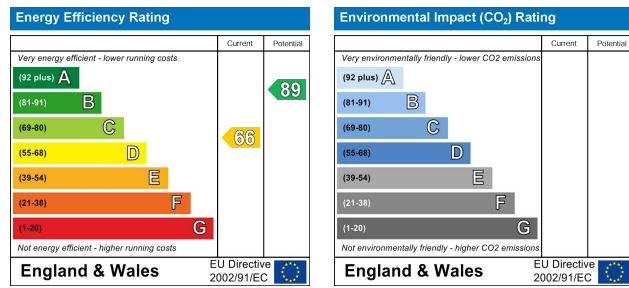 Energy Efficiency Rating
Current Potential
Very energy efficient - lower running costs
(92 plus) A
(81-91) B
(69-80) C
(55-68) D
(39-54) E
(21-38) F
(1-20) G
66
89
Not energy efficient - higher running costs
England & Wales
EU Directive
2002/91/EC
Environmental Impact (CO₂) Rating
Current Potential
Very environmentally friendly - lower CO2 emissions
(92 plus) A
(81-91) B
(69-80) C
(55-68) D
(39-54) E
(21-38) F
(1-20) G
Not environmentally friendly - higher CO2 emissions
England & Wales
EU Directive
2002/91/EC